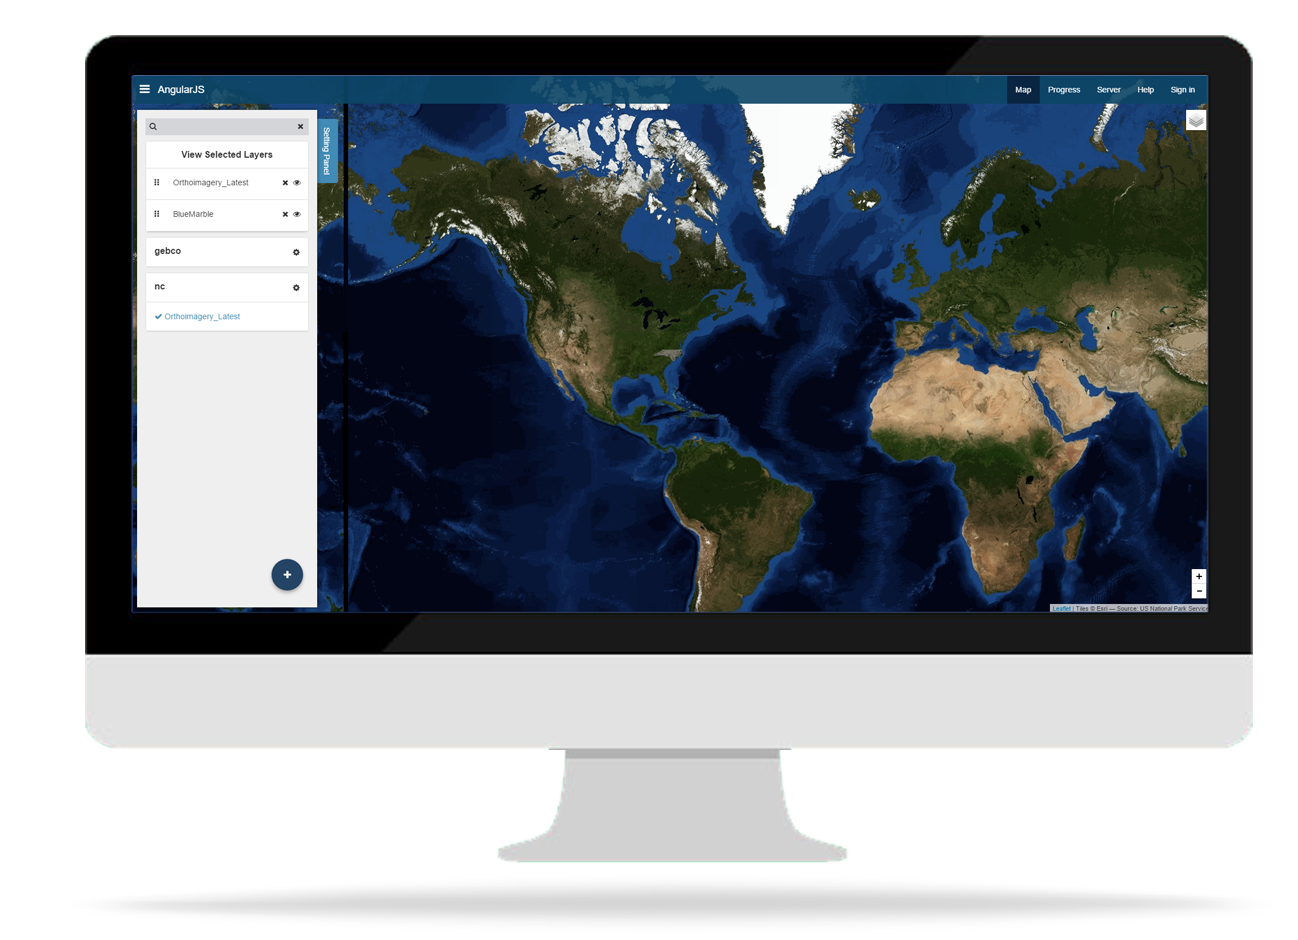 AngularJS
Map
Progress
Server
Help
Sign in
Setting Panel
View Selected Layers
Orthoimagery_Latest
BlueMarble
gebco
nc
Orthoimagery_Latest
+
−
Leaflet | Tiles © Esri — Source: US National Park Service